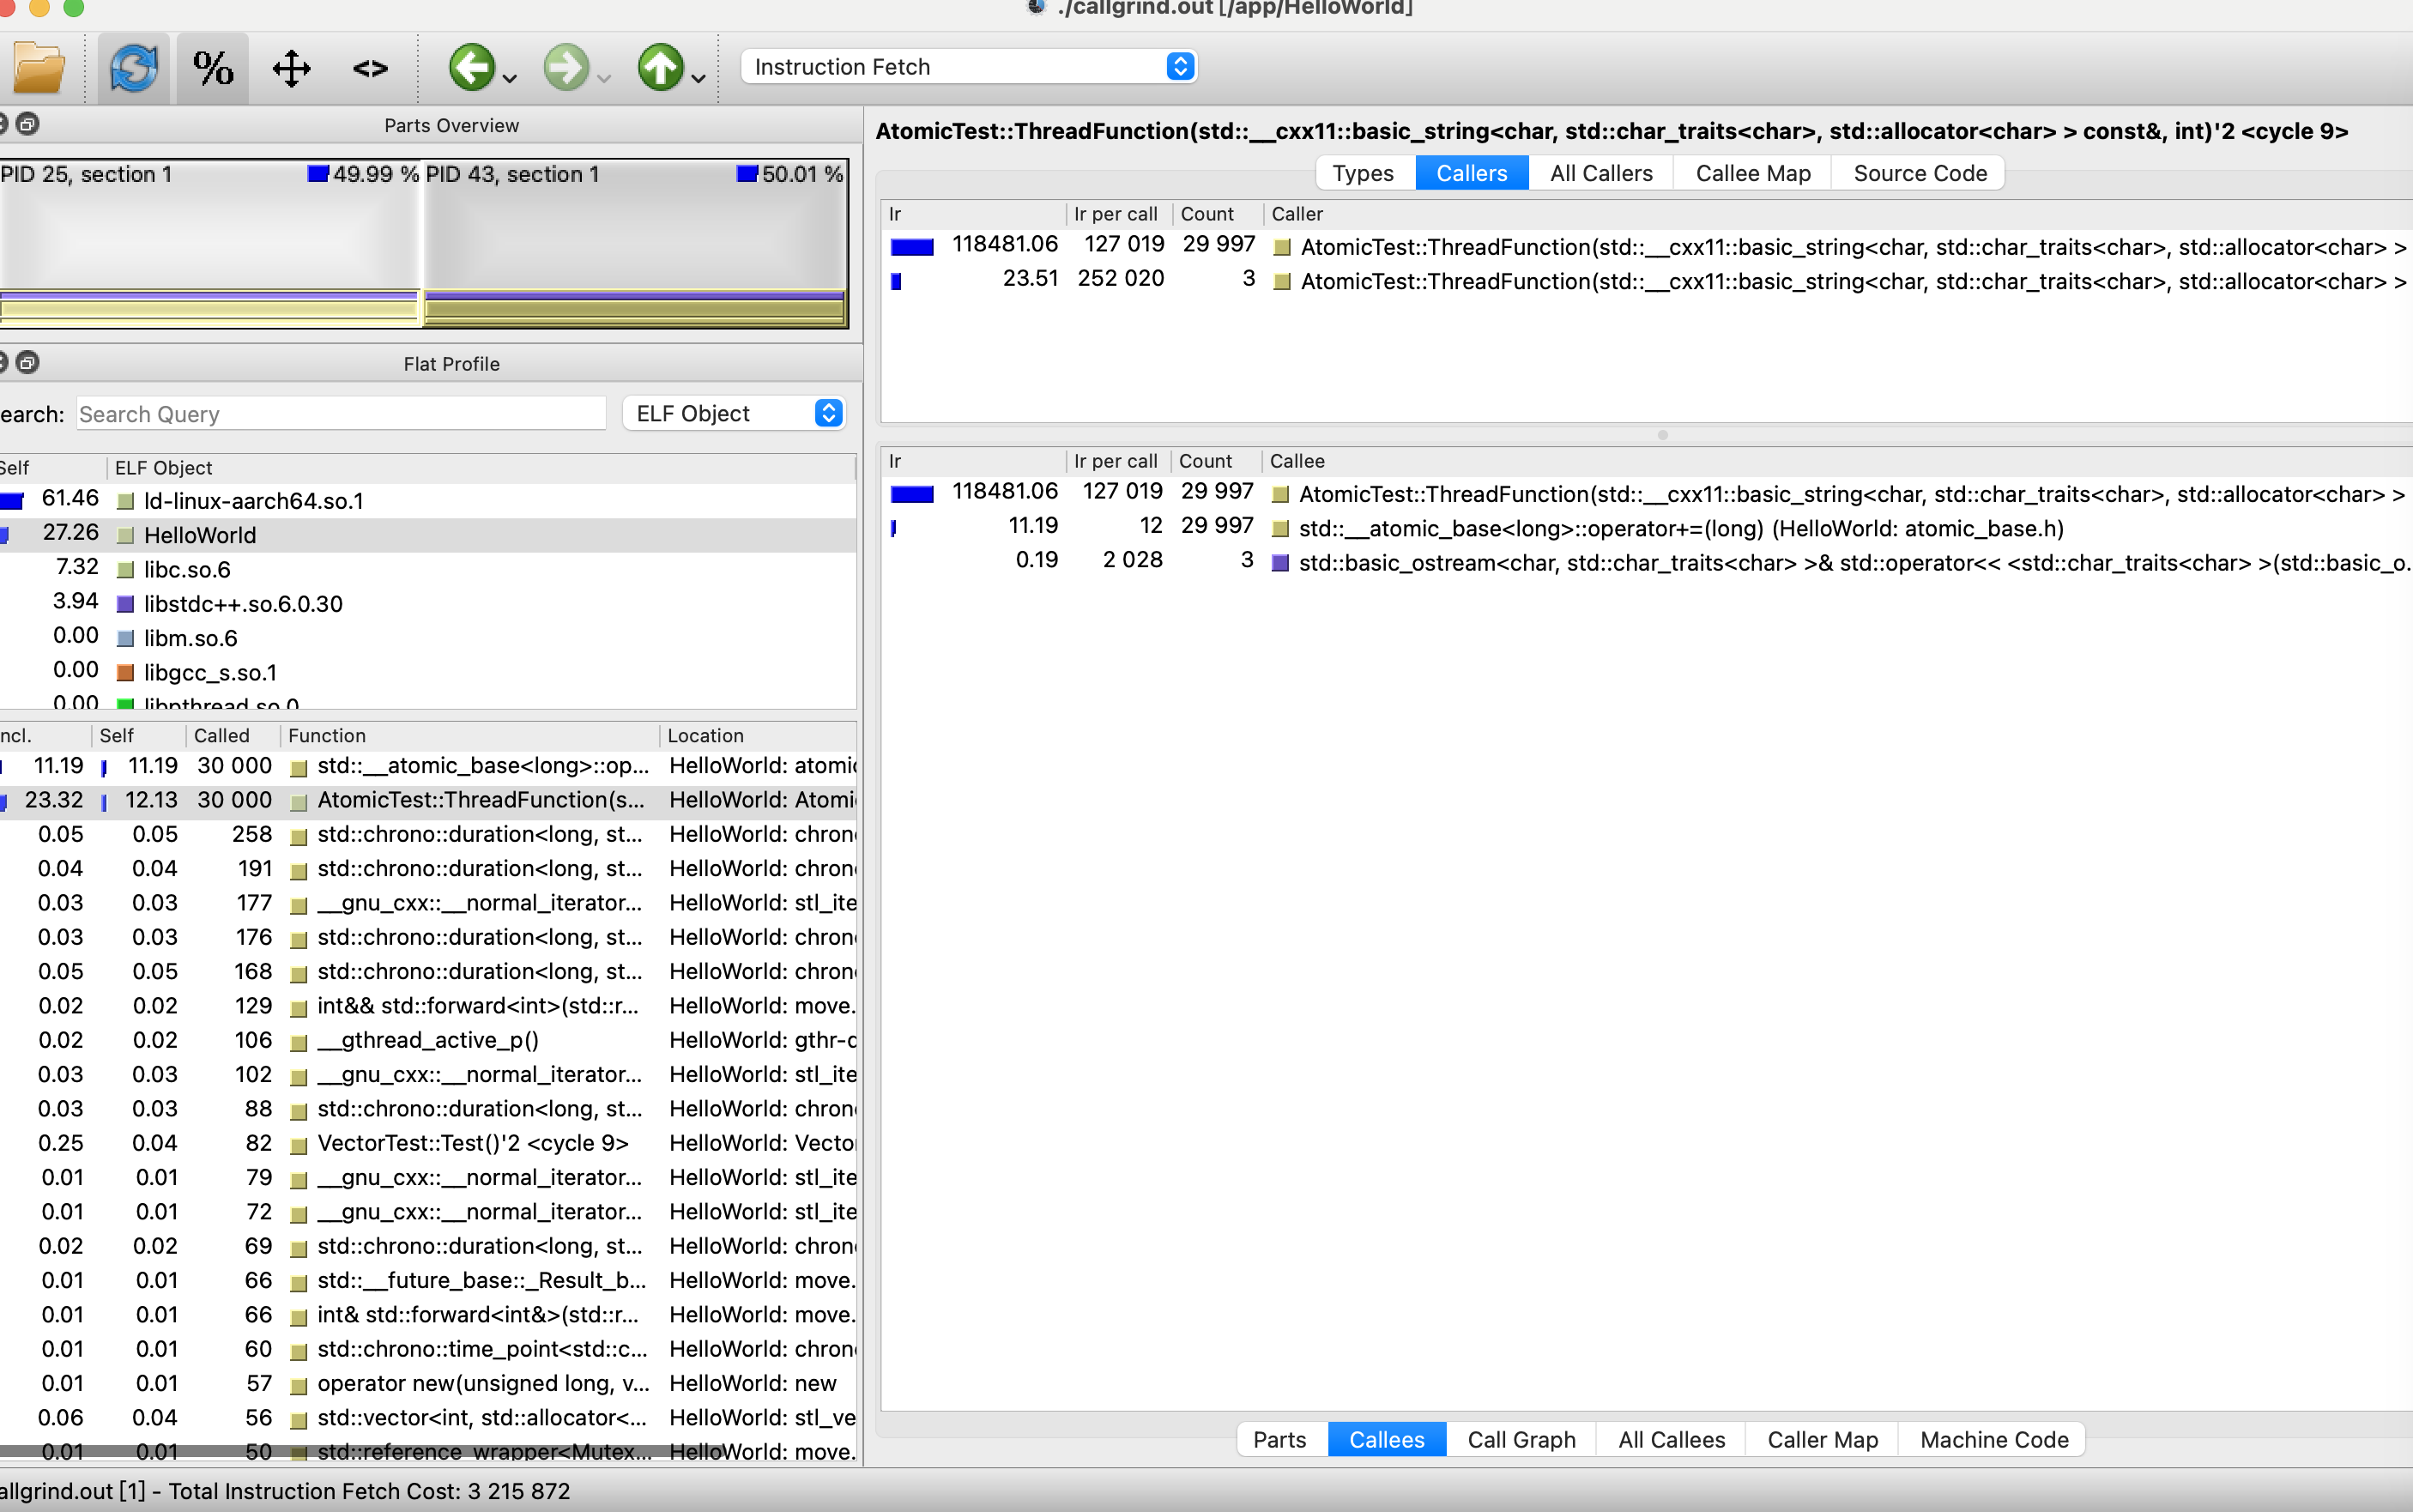 ./callgrind.out [/app/HelloWorld]
%
<>
Instruction Fetch
Parts Overview
PID 25, section 1 49.99 % PID 43, section 1 50.01 %
Flat Profile
earch: Search Query ELF Object
Self ELF Object
61.46 ld-linux-aarch64.so.1
27.26 HelloWorld
7.32 libc.so.6
3.94 libstdc++.so.6.0.30
0.00 libm.so.6
0.00 libgcc_s.so.1
0.00 libpthread.so.0
ncl. Self Called Function Location
11.19 11.19 30 000 std::__atomic_base<long>::op... HelloWorld: atomic
23.32 12.13 30 000 AtomicTest::ThreadFunction(s... HelloWorld: Atomi
0.05 0.05 258 std::chrono::duration<long, st... HelloWorld: chron
0.04 0.04 191 std::chrono::duration<long, st... HelloWorld: chron
0.03 0.03 177 __gnu_cxx::__normal_iterator... HelloWorld: stl_ite
0.03 0.03 176 std::chrono::duration<long, st... HelloWorld: chron
0.05 0.05 168 std::chrono::duration<long, st... HelloWorld: chron
0.02 0.02 129 int&& std::forward<int>(std::r... HelloWorld: move.
0.02 0.02 106 __gthread_active_p() HelloWorld: gthr-d
0.03 0.03 102 __gnu_cxx::__normal_iterator... HelloWorld: stl_ite
0.03 0.03 88 std::chrono::duration<long, st... HelloWorld: chron
0.25 0.04 82 VectorTest::Test()'2 <cycle 9> HelloWorld: Vecto
0.01 0.01 79 __gnu_cxx::__normal_iterator... HelloWorld: stl_ite
0.01 0.01 72 __gnu_cxx::__normal_iterator... HelloWorld: stl_ite
0.02 0.02 69 std::chrono::duration<long, st... HelloWorld: chron
0.01 0.01 66 std::__future_base::_Result_b... HelloWorld: move.
0.01 0.01 66 int& std::forward<int&>(std::r... HelloWorld: move.
0.01 0.01 60 std::chrono::time_point<std::c... HelloWorld: chron
0.01 0.01 57 operator new(unsigned long, v... HelloWorld: new
0.06 0.04 56 std::vector<int, std::allocator<... HelloWorld: stl_ve
0.01 0.01 50 std::reference_wrapper<Mutex... HelloWorld: move.
AtomicTest::ThreadFunction(std::__cxx11::basic_string<char, std::char_traits<char>, std::allocator<char> > const&, int)'2 <cycle 9>
Types Callers All Callers Callee Map Source Code
Ir Ir per call Count Caller
118481.06 127 019 29 997 AtomicTest::ThreadFunction(std::__cxx11::basic_string<char, std::char_traits<char>, std::allocator<char> >
23.51 252 020 3 AtomicTest::ThreadFunction(std::__cxx11::basic_string<char, std::char_traits<char>, std::allocator<char> >
Ir Ir per call Count Callee
118481.06 127 019 29 997 AtomicTest::ThreadFunction(std::__cxx11::basic_string<char, std::char_traits<char>, std::allocator<char> >
11.19 12 29 997 std::__atomic_base<long>::operator+=(long) (HelloWorld: atomic_base.h)
0.19 2 028 3 std::basic_ostream<char, std::char_traits<char> >& std::operator<< <std::char_traits<char> >(std::basic_o.
Parts Callees Call Graph All Callees Caller Map Machine Code
allgrind.out [1] - Total Instruction Fetch Cost: 3 215 872